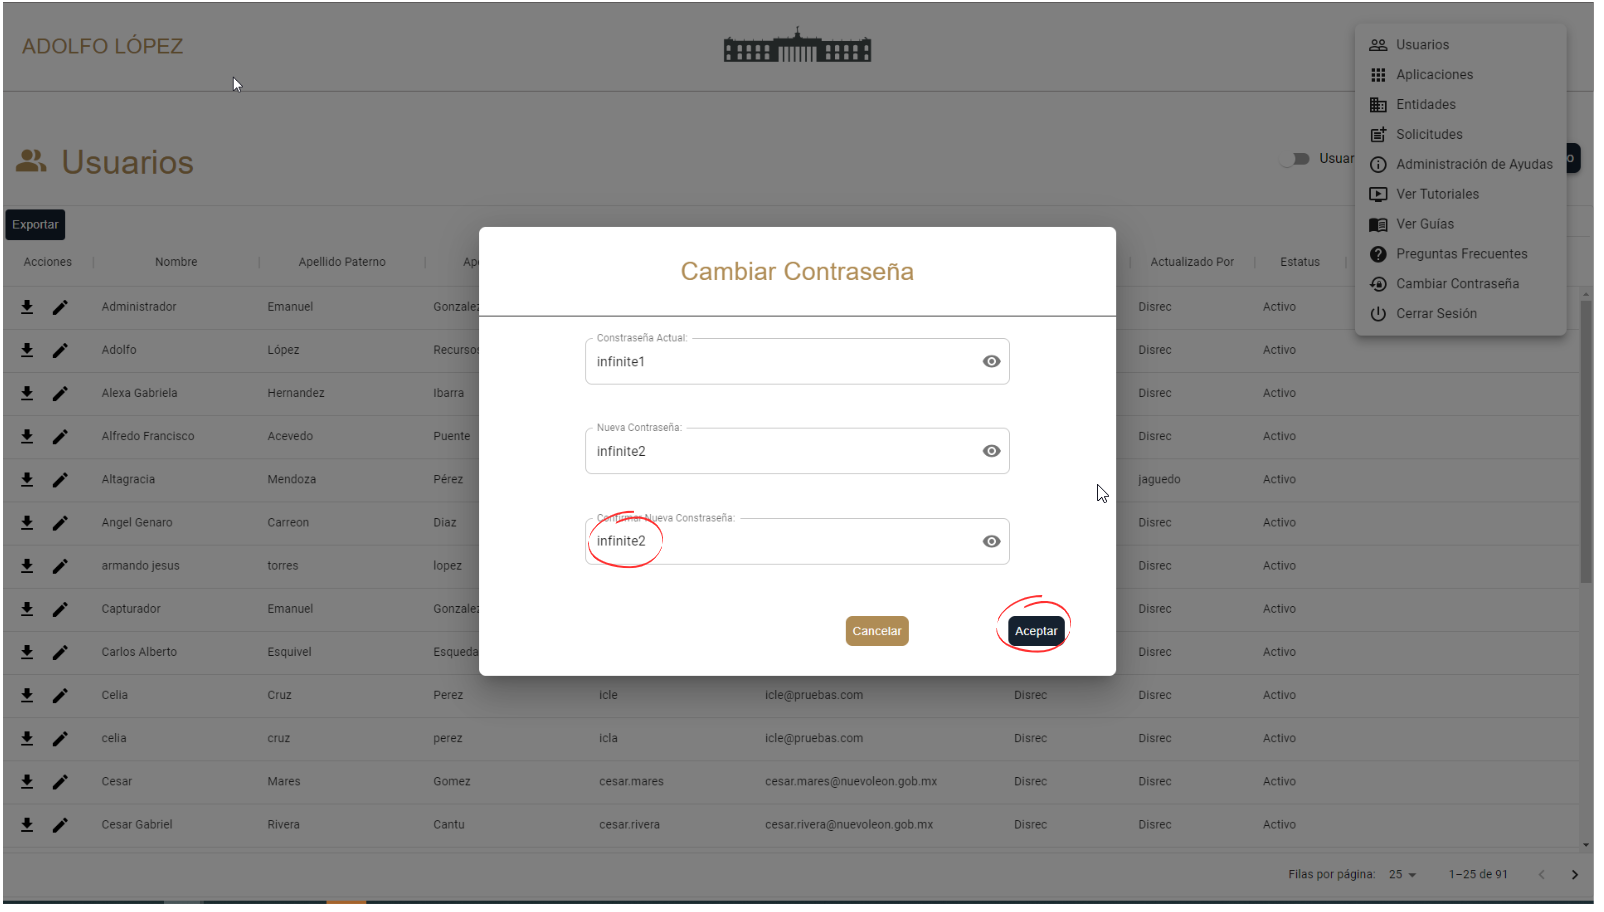 ADOLFO LÓPEZ
Usuarios
Aplicaciones
Entidades
Solicitudes
Administración de Ayudas
Ver Tutoriales
Ver Guías
Preguntas Frecuentes
Cambiar Contraseña
Cerrar Sesión
Usuarios
Exportar
Acciones Nombre Apellido Paterno Actualizado Por Estatus
Cambiar Contraseña
Constraseña Actual:
infinite1
Nueva Contraseña:
infinite2
Confirmar Nueva Constraseña:
infinite2
Cancelar Aceptar
Administrador Emanuel Disrec Activo
Adolfo López Disrec Activo
Alexa Gabriela Hernandez Ibarra Disrec Activo
Alfredo Francisco Acevedo Puente Disrec Activo
Altagracia Mendoza Pérez jaguedo Activo
Angel Genaro Carreon Diaz Disrec Activo
armando jesus torres lopez Disrec Activo
Capturador Emanuel Disrec Activo
Carlos Alberto Esquivel Esqueda Disrec Activo
Celia Cruz Perez icle icle@pruebas.com Disrec Disrec Activo
celia cruz perez icla icle@pruebas.com Disrec Disrec Activo
Cesar Mares Gomez cesar.mares cesar.mares@nuevoleon.gob.mx Disrec Disrec Activo
Cesar Gabriel Rivera Cantu cesar.rivera cesar.rivera@nuevoleon.gob.mx Disrec Disrec Activo
Filas por página: 25 1–25 de 91